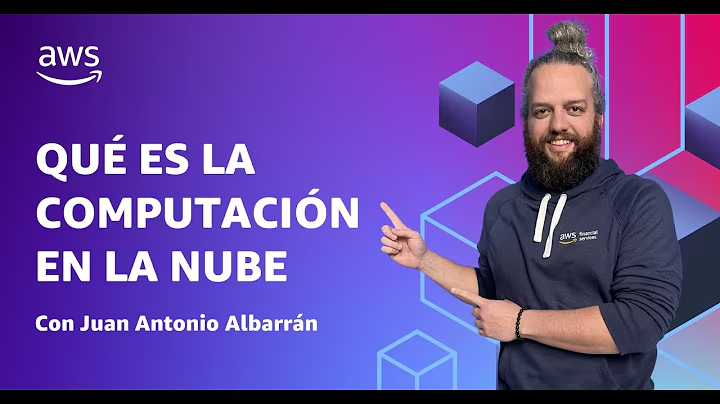 aws
QUÉ ES LA
COMPUTACIÓN
EN LA NUBE
Con Juan Antonio Albarrán
aws financial
services